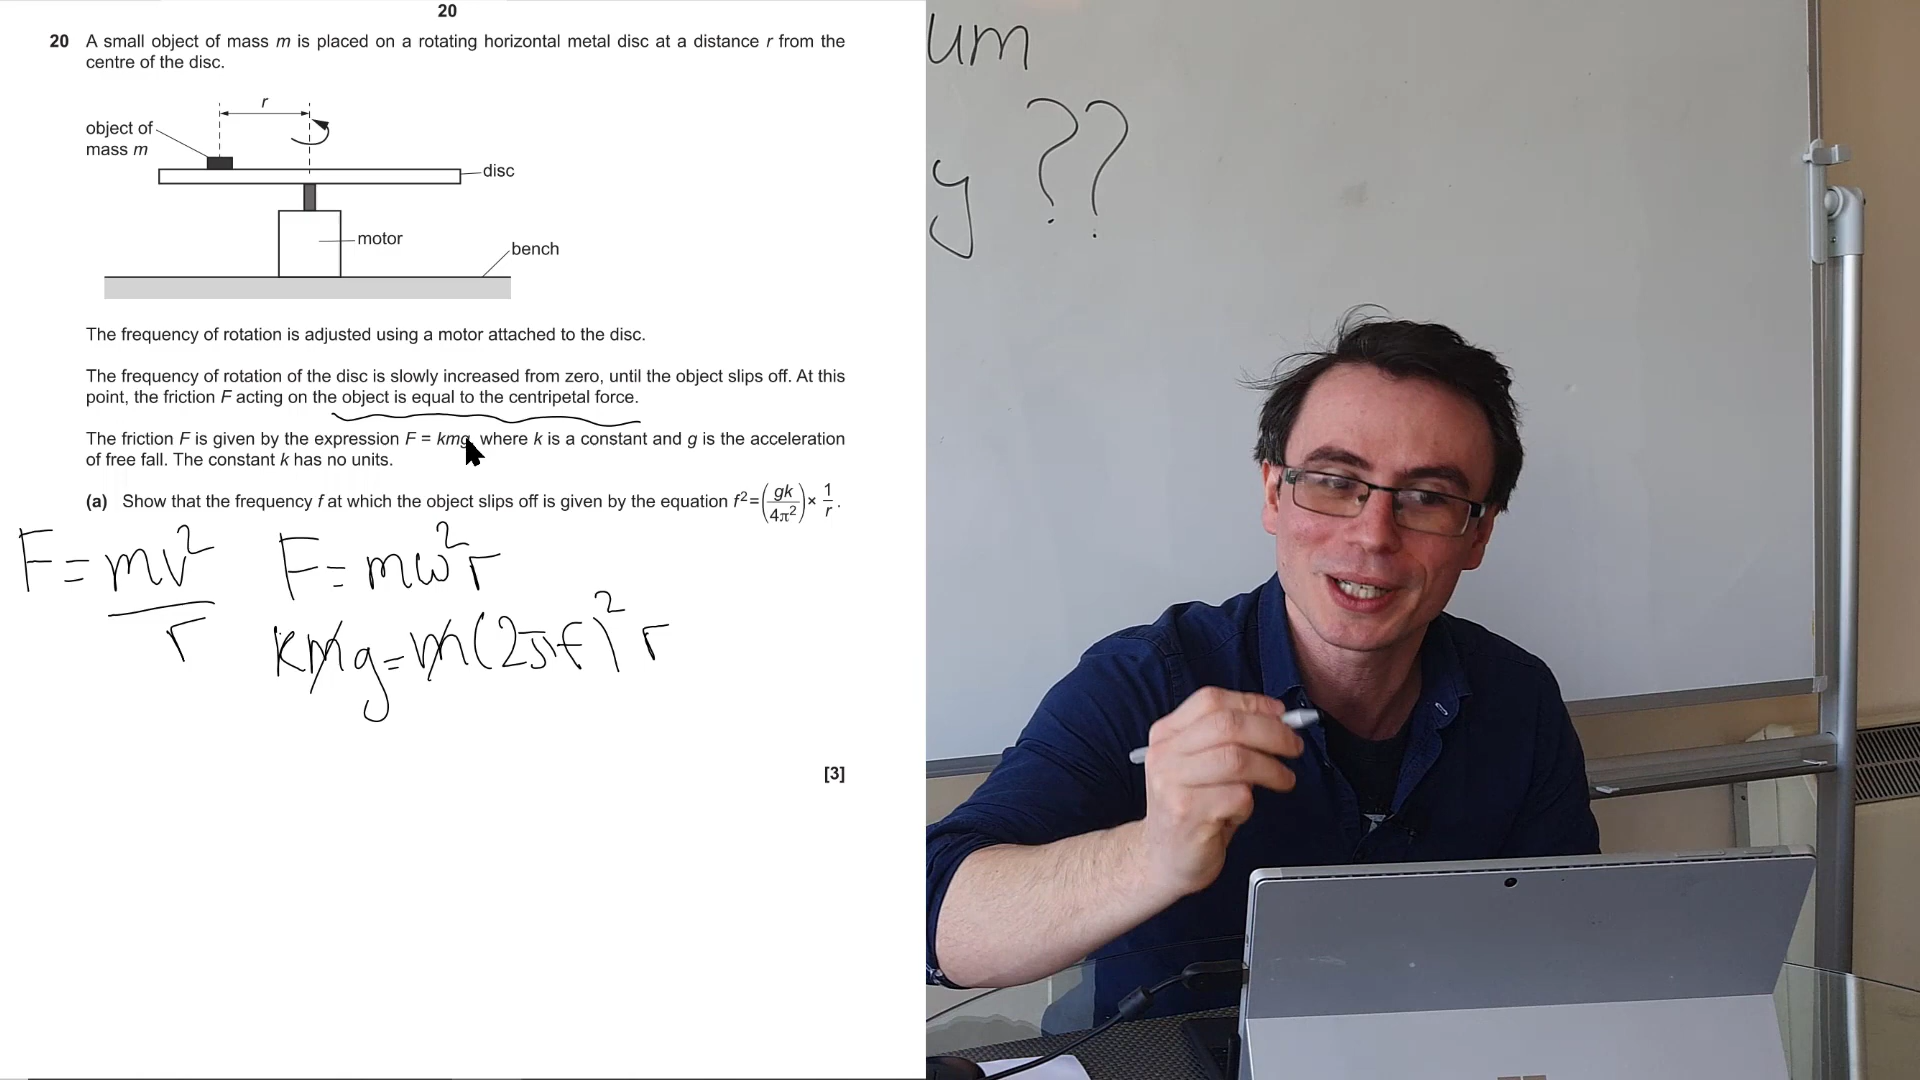 20
20 A small object of mass m is placed on a rotating horizontal metal disc at a distance r from the
centre of the disc.
r
object of
mass m
disc
motor
bench
The frequency of rotation is adjusted using a motor attached to the disc.
The frequency of rotation of the disc is slowly increased from zero, until the object slips off. At this
point, the friction F acting on the object is equal to the centripetal force.
The friction F is given by the expression F = kmg where k is a constant and g is the acceleration
of free fall. The constant k has no units.
(a) Show that the frequency f at which the object slips off is given by the equation f²=(gk/4π²)× 1/r.
F=mv²/r F=mω²r
kmg=m(2πf)²r
[3]
um
y ??